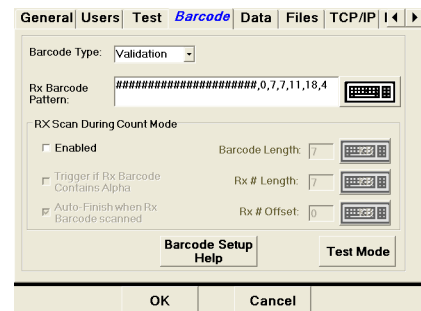 General Users Test Barcode Data Files TCP/IP I
Barcode Type: Validation
Rx Barcode Pattern: ######################,0,7,7,11,18,4
RX Scan During Count Mode
Enabled Barcode Length: 7
Trigger if Rx Barcode Contains Alpha Rx # Length: 7
Auto-Finish when Rx Barcode scanned Rx # Offset: 0
Barcode Setup Help Test Mode
OK Cancel